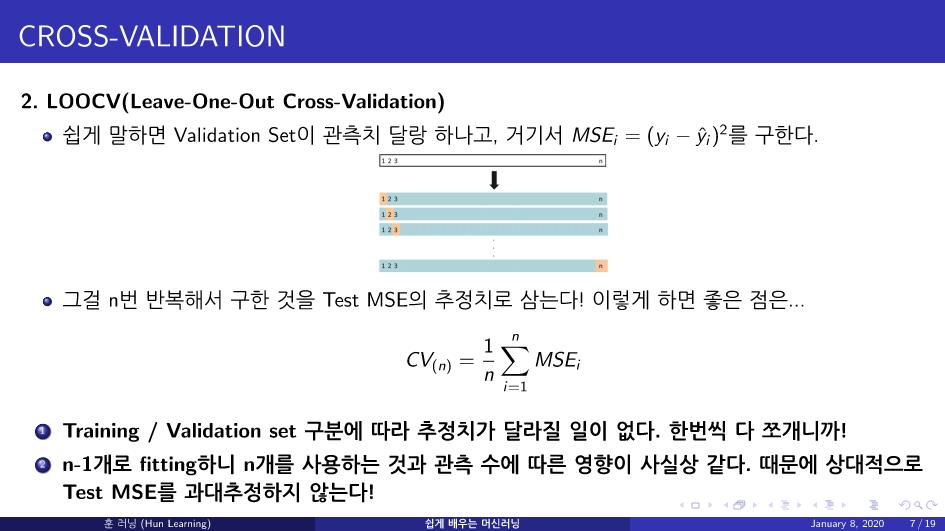 CROSS-VALIDATION
2. LOOCV(Leave-One-Out Cross-Validation)
쉽게 말하면 Validation Set이 관측치 달랑 하나고, 거기서 MSE_i = (y_i − ŷ_i)²를 구한다.
1 2 3 n
1 2 3 n
1 2 3 n
1 2 3 n
1 2 3 n
그걸 n번 반복해서 구한 것을 Test MSE의 추정치로 삼는다! 이렇게 하면 좋은 점은...
CV_(n) = 1/n ∑_{i=1}^{n} MSE_i
1 Training / Validation set 구분에 따라 추정치가 달라질 일이 없다. 한번씩 다 쪼개니까!
2 n-1개로 fitting하니 n개를 사용하는 것과 관측 수에 따른 영향이 사실상 같다. 때문에 상대적으로
Test MSE를 과대추정하지 않는다!
훈 러닝 (Hun Learning) 쉽게 배우는 머신러닝 January 8, 2020 7 / 19